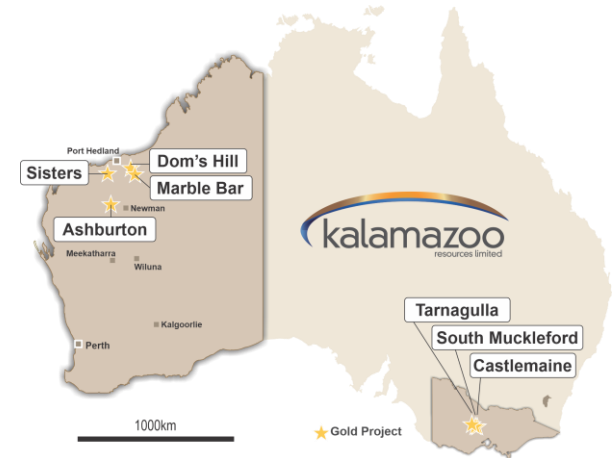 Port Hedland
Dom's Hill
Sisters
Marble Bar
Newman
Ashburton
Meekatharra
Wiluna
Kalgoorlie
Perth
1000km
kalamazoo
resources limited
Tarnagulla
South Muckleford
Castlemaine
Gold Project